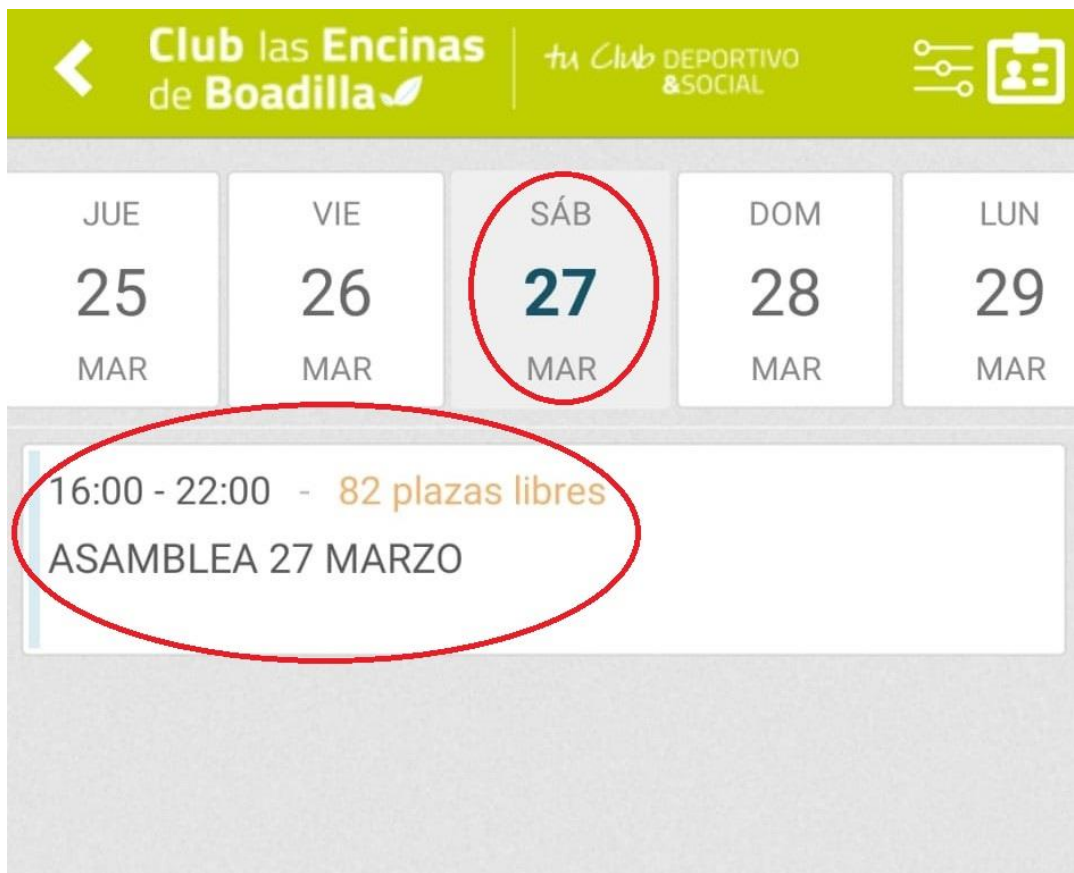 Club las Encinas
de Boadilla
tu Club DEPORTIVO
&SOCIAL
JUE VIE SÁB DOM LUN
25 26 27 28 29
MAR MAR MAR MAR MAR
16:00 - 22:00 - 82 plazas libres
ASAMBLEA 27 MARZO